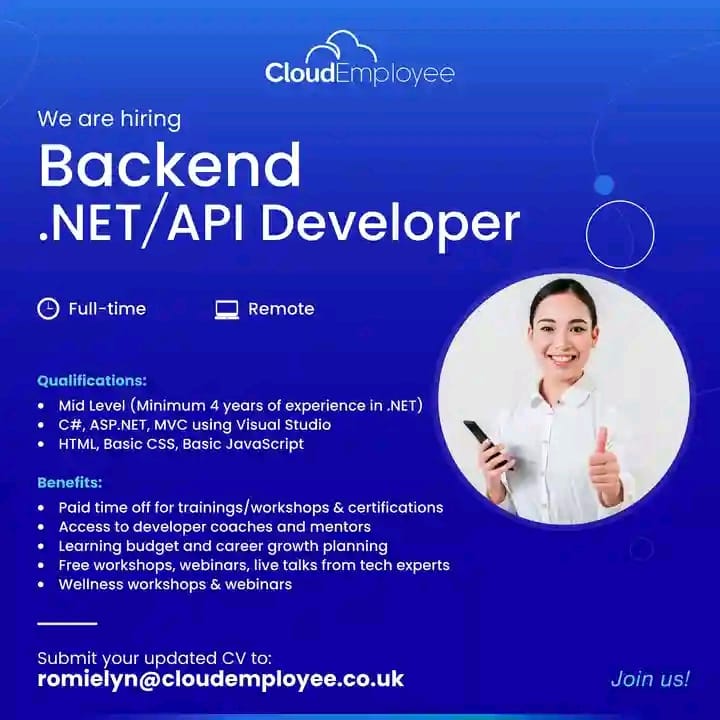 CloudEmployee
We are hiring
Backend
.NET/API Developer
Full-time
Remote
Qualifications:
• Mid Level (Minimum 4 years of experience in .NET)
• C#, ASP.NET, MVC using Visual Studio
• HTML, Basic CSS, Basic JavaScript
Benefits:
• Paid time off for trainings/workshops & certifications
• Access to developer coaches and mentors
• Learning budget and career growth planning
• Free workshops, webinars, live talks from tech experts
• Wellness workshops & webinars
Submit your updated CV to:
romielyn@cloudemployee.co.uk
Join us!